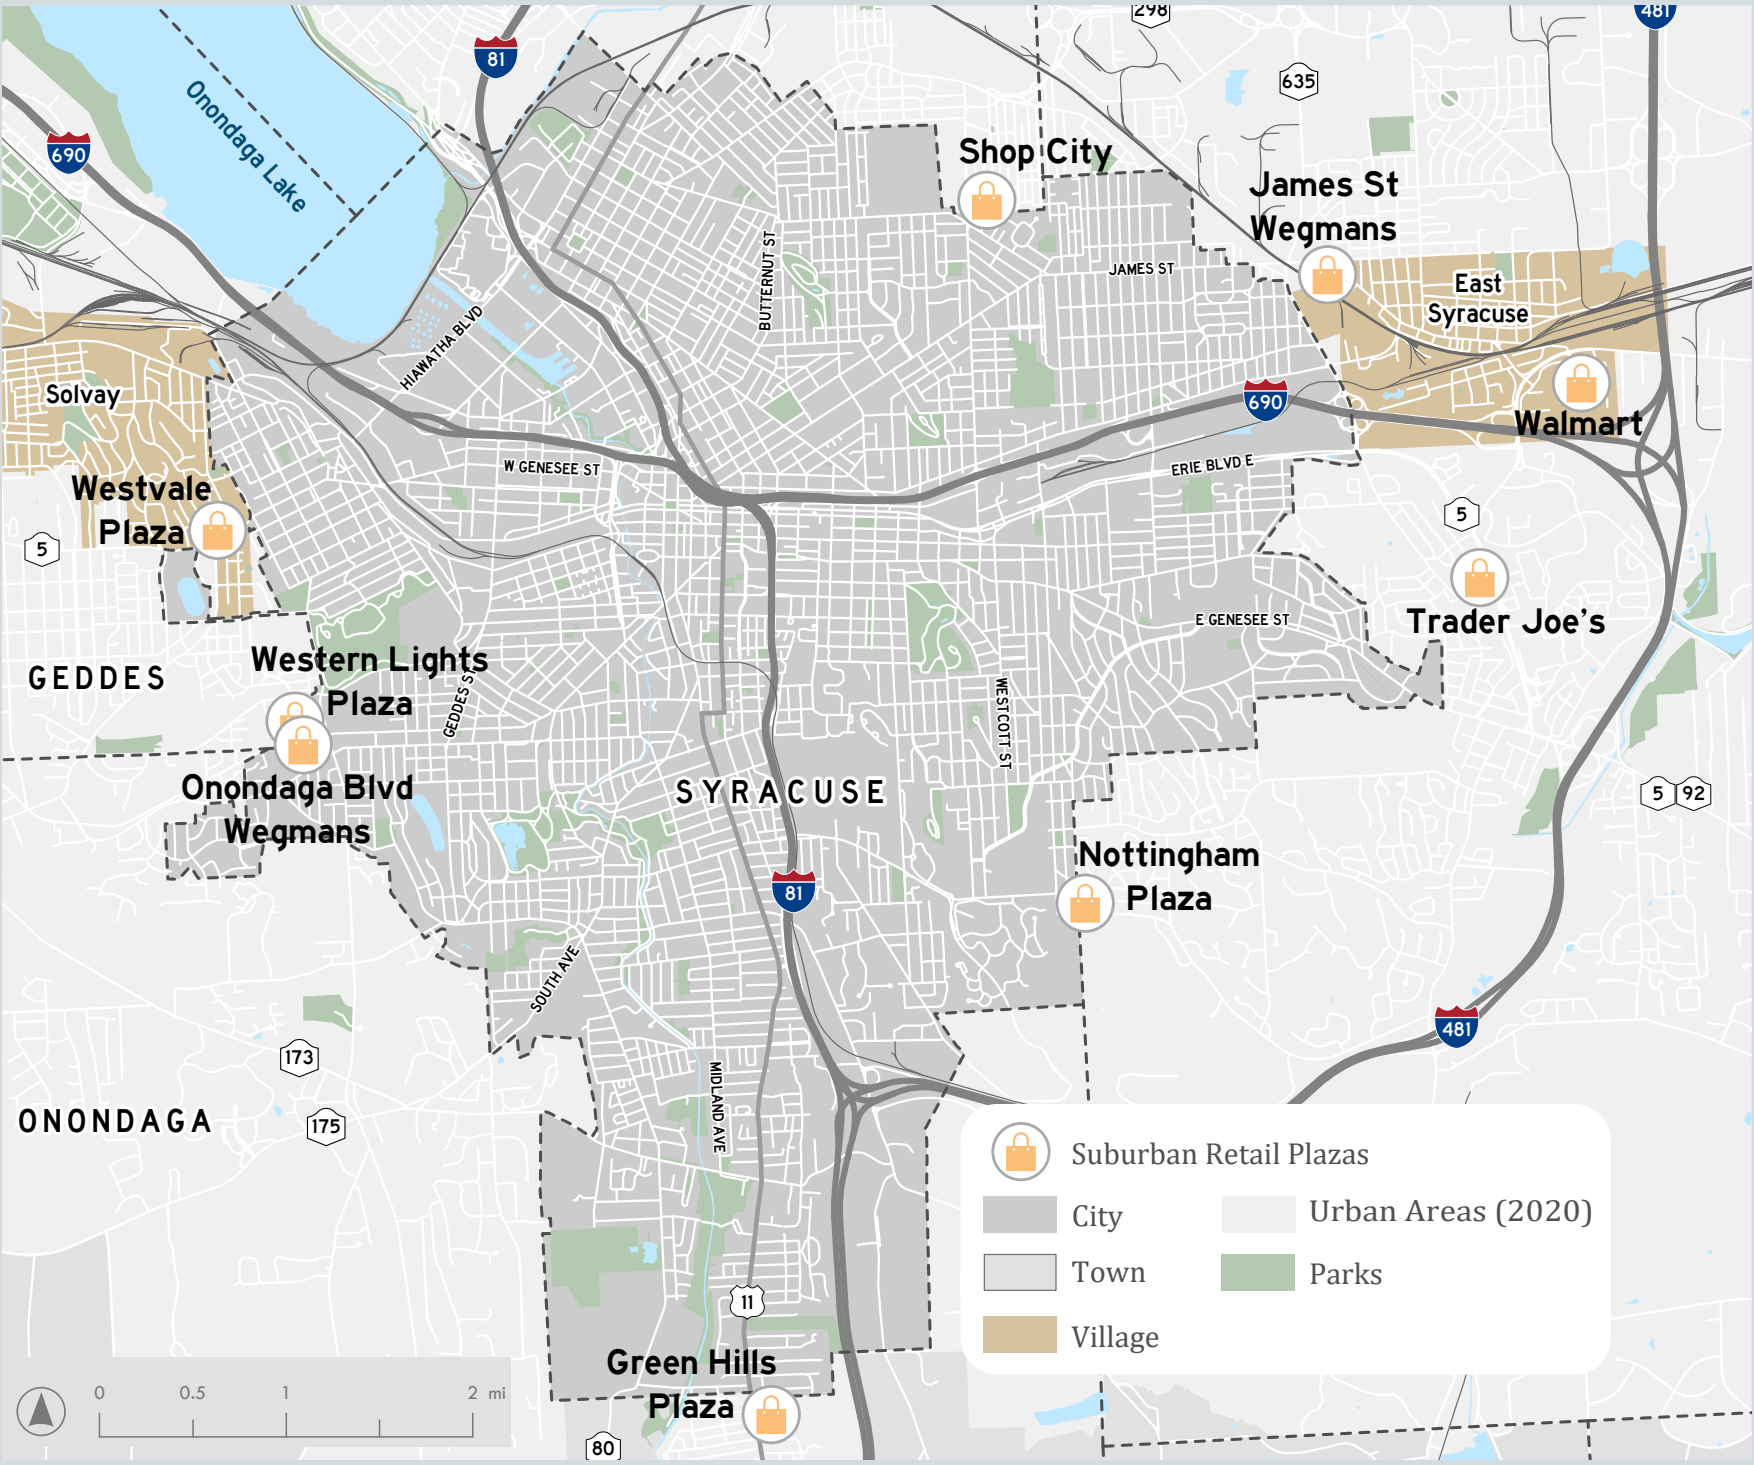 298
481
81
635
690
Onondaga Lake
Shop City
James St
Wegmans
BUTTERNUT ST
JAMES ST
East
Syracuse
HIAWATHA BLVD
Solvay
690
Walmart
W GENESEE ST
ERIE BLVD E
Westvale
Plaza
5
5
Trader Joe's
E GENESEE ST
Western Lights
Plaza
GEDDES
GEDDES ST
WESTCOTT ST
Onondaga Blvd
Wegmans
SYRACUSE
5
92
Nottingham
Plaza
81
SOUTH AVE
481
173
MIDLAND AVE
ONONDAGA
175
Suburban Retail Plazas
City
Urban Areas (2020)
Town
Parks
Village
11
Green Hills
Plaza
0 0.5 1 2 mi
80